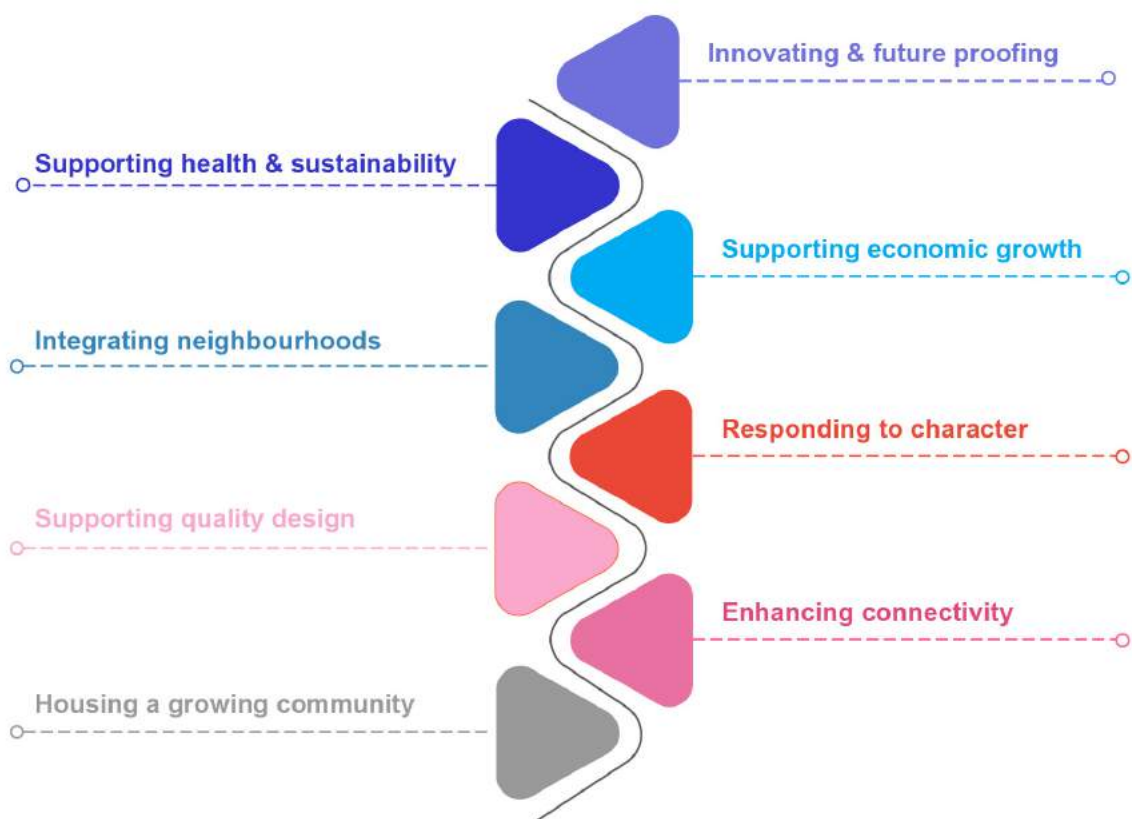 Innovating & future proofing
Supporting health & sustainability
Supporting economic growth
Integrating neighbourhoods
Responding to character
Supporting quality design
Enhancing connectivity
Housing a growing community